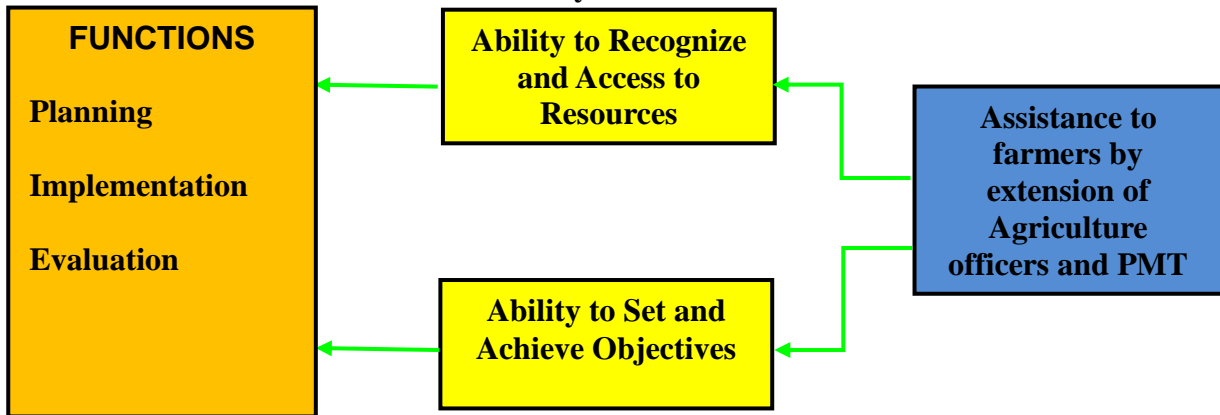 FUNCTIONS
Planning
Implementation
Evaluation
Ability to Recognize
and Access to
Resources
Ability to Set and
Achieve Objectives
Assistance to
farmers by
extension of
Agriculture
officers and PMT